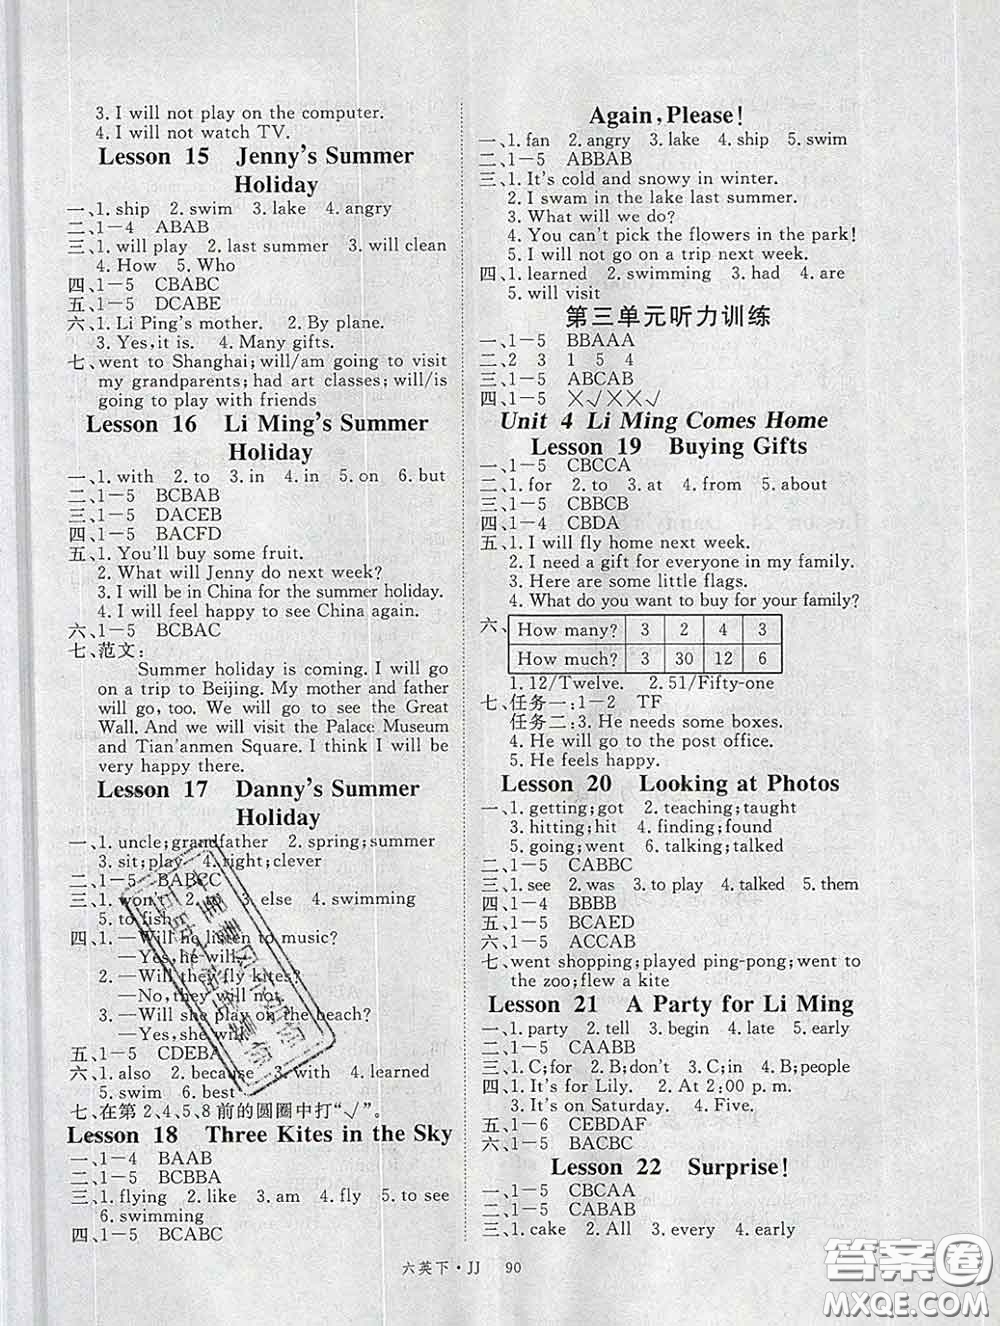 3. I will not play on the computer.
4. I will not watch TV.
Lesson 15 Jenny's Summer
Holiday
一、1. ship 2. swim 3. lake 4. angry
二、1－4 ABAB
三、1. will play 2. last summer 3. will clean
4. How 5. Who
四、1－5 CBABC
五、1－5 DCABE
六、1. Li Ping's mother. 2. By plane.
3. Yes, it is. 4. Many gifts.
七、went to Shanghai; will/am going to visit
my grandparents; had art classes; will/is
going to play with friends
Lesson 16 Li Ming's Summer
Holiday
一、1. with 2. to 3. in 4. in 5. on 6. but
二、1－5 BCBAB
三、1－5 DACEB
四、1－5 BACFD
五、1. You'll buy some fruit.
2. What will Jenny do next week?
3. I will be in China for the summer holiday.
4. I will feel happy to see China again.
六、1－5 BCBAC
七、范文:
Summer holiday is coming. I will go
on a trip to Beijing. My mother and father
will go, too. We will go to see the Great
Wall. And we will visit the Palace Museum
and Tian'anmen Square. I think I will be
very happy there.
Lesson 17 Danny's Summer
Holiday
一、1. uncle; grandfather 2. spring; summer
3. sit; play 4. right; clever
二、1－5 BABCC
三、1. won't 2. 3. else 4. swimming
5. to fish
四、1. —Will he listen to music?
—Yes, he will.
2. —Will they fly kites?
—No, they will not.
3. —Will she play on the beach?
—Yes, she will.
五、1－5 CDEBA
六、1. also 2. because 3. with 4. learned
5. swim 6. best
七、在第 2、4、5、8 前的圆圈中打“√”。
Lesson 18 Three Kites in the Sky
一、1－4 BAAB
二、1－5 BCBBA
三、1. flying 2. like 3. am 4. fly 5. to see
6. swimming
四、1－5 BCABC
Again, Please!
一、1. fan 2. angry 3. lake 4. ship 5. swim
二、1－5 ABBAB
三、1. It's cold and snowy in winter.
2. I swam in the lake last summer.
3. What will we do?
4. You can't pick the flowers in the park!
5. I will not go on a trip next week.
四、1. learned 2. swimming 3. had 4. are
5. will visit
第三单元听力训练
一、1－5 BBAAA
二、2 3 1 5 4
三、1－5 ABCAB
四、1－5 ×√××√
Unit 4 Li Ming Comes Home
Lesson 19 Buying Gifts
一、1－5 CBCCA
二、1. for 2. to 3. at 4. from 5. about
三、1－5 CBBCB
四、1－4 CBDA
五、1. I will fly home next week.
2. I need a gift for everyone in my family.
3. Here are some little flags.
4. What do you want to buy for your family?
六、How many? 3 2 4 3
How much? 3 30 12 6
1. 12/Twelve. 2. 51/Fifty-one
七、任务一:1－2 TF
任务二:3. He needs some boxes.
4. He will go to the post office.
5. He feels happy.
Lesson 20 Looking at Photos
一、1. getting; got 2. teaching; taught
3. hitting; hit 4. finding; found
5. going; went 6. talking; talked
二、1－5 CABBC
三、1. see 2. was 3. to play 4. talked 5. them
四、1－4 BBBB
五、1－5 BCAED
六、1－5 ACCAB
七、went shopping; played ping-pong; went to
the zoo; flew a kite
Lesson 21 A Party for Li Ming
一、1. party 2. tell 3. begin 4. late 5. early
二、1－5 CAABB
三、1. C; for 2. B; don't 3. C; in 4. B; people
四、1. It's for Lily. 2. At 2:00 p. m.
3. It's on Saturday. 4. Five.
五、1－6 CEBDAF
六、1－5 BACBC
Lesson 22 Surprise!
一、1－5 CBCAA
二、1－5 CABAB
三、1. cake 2. All 3. every 4. early
六英下·JJ 90
答案圈
MXQE.COM